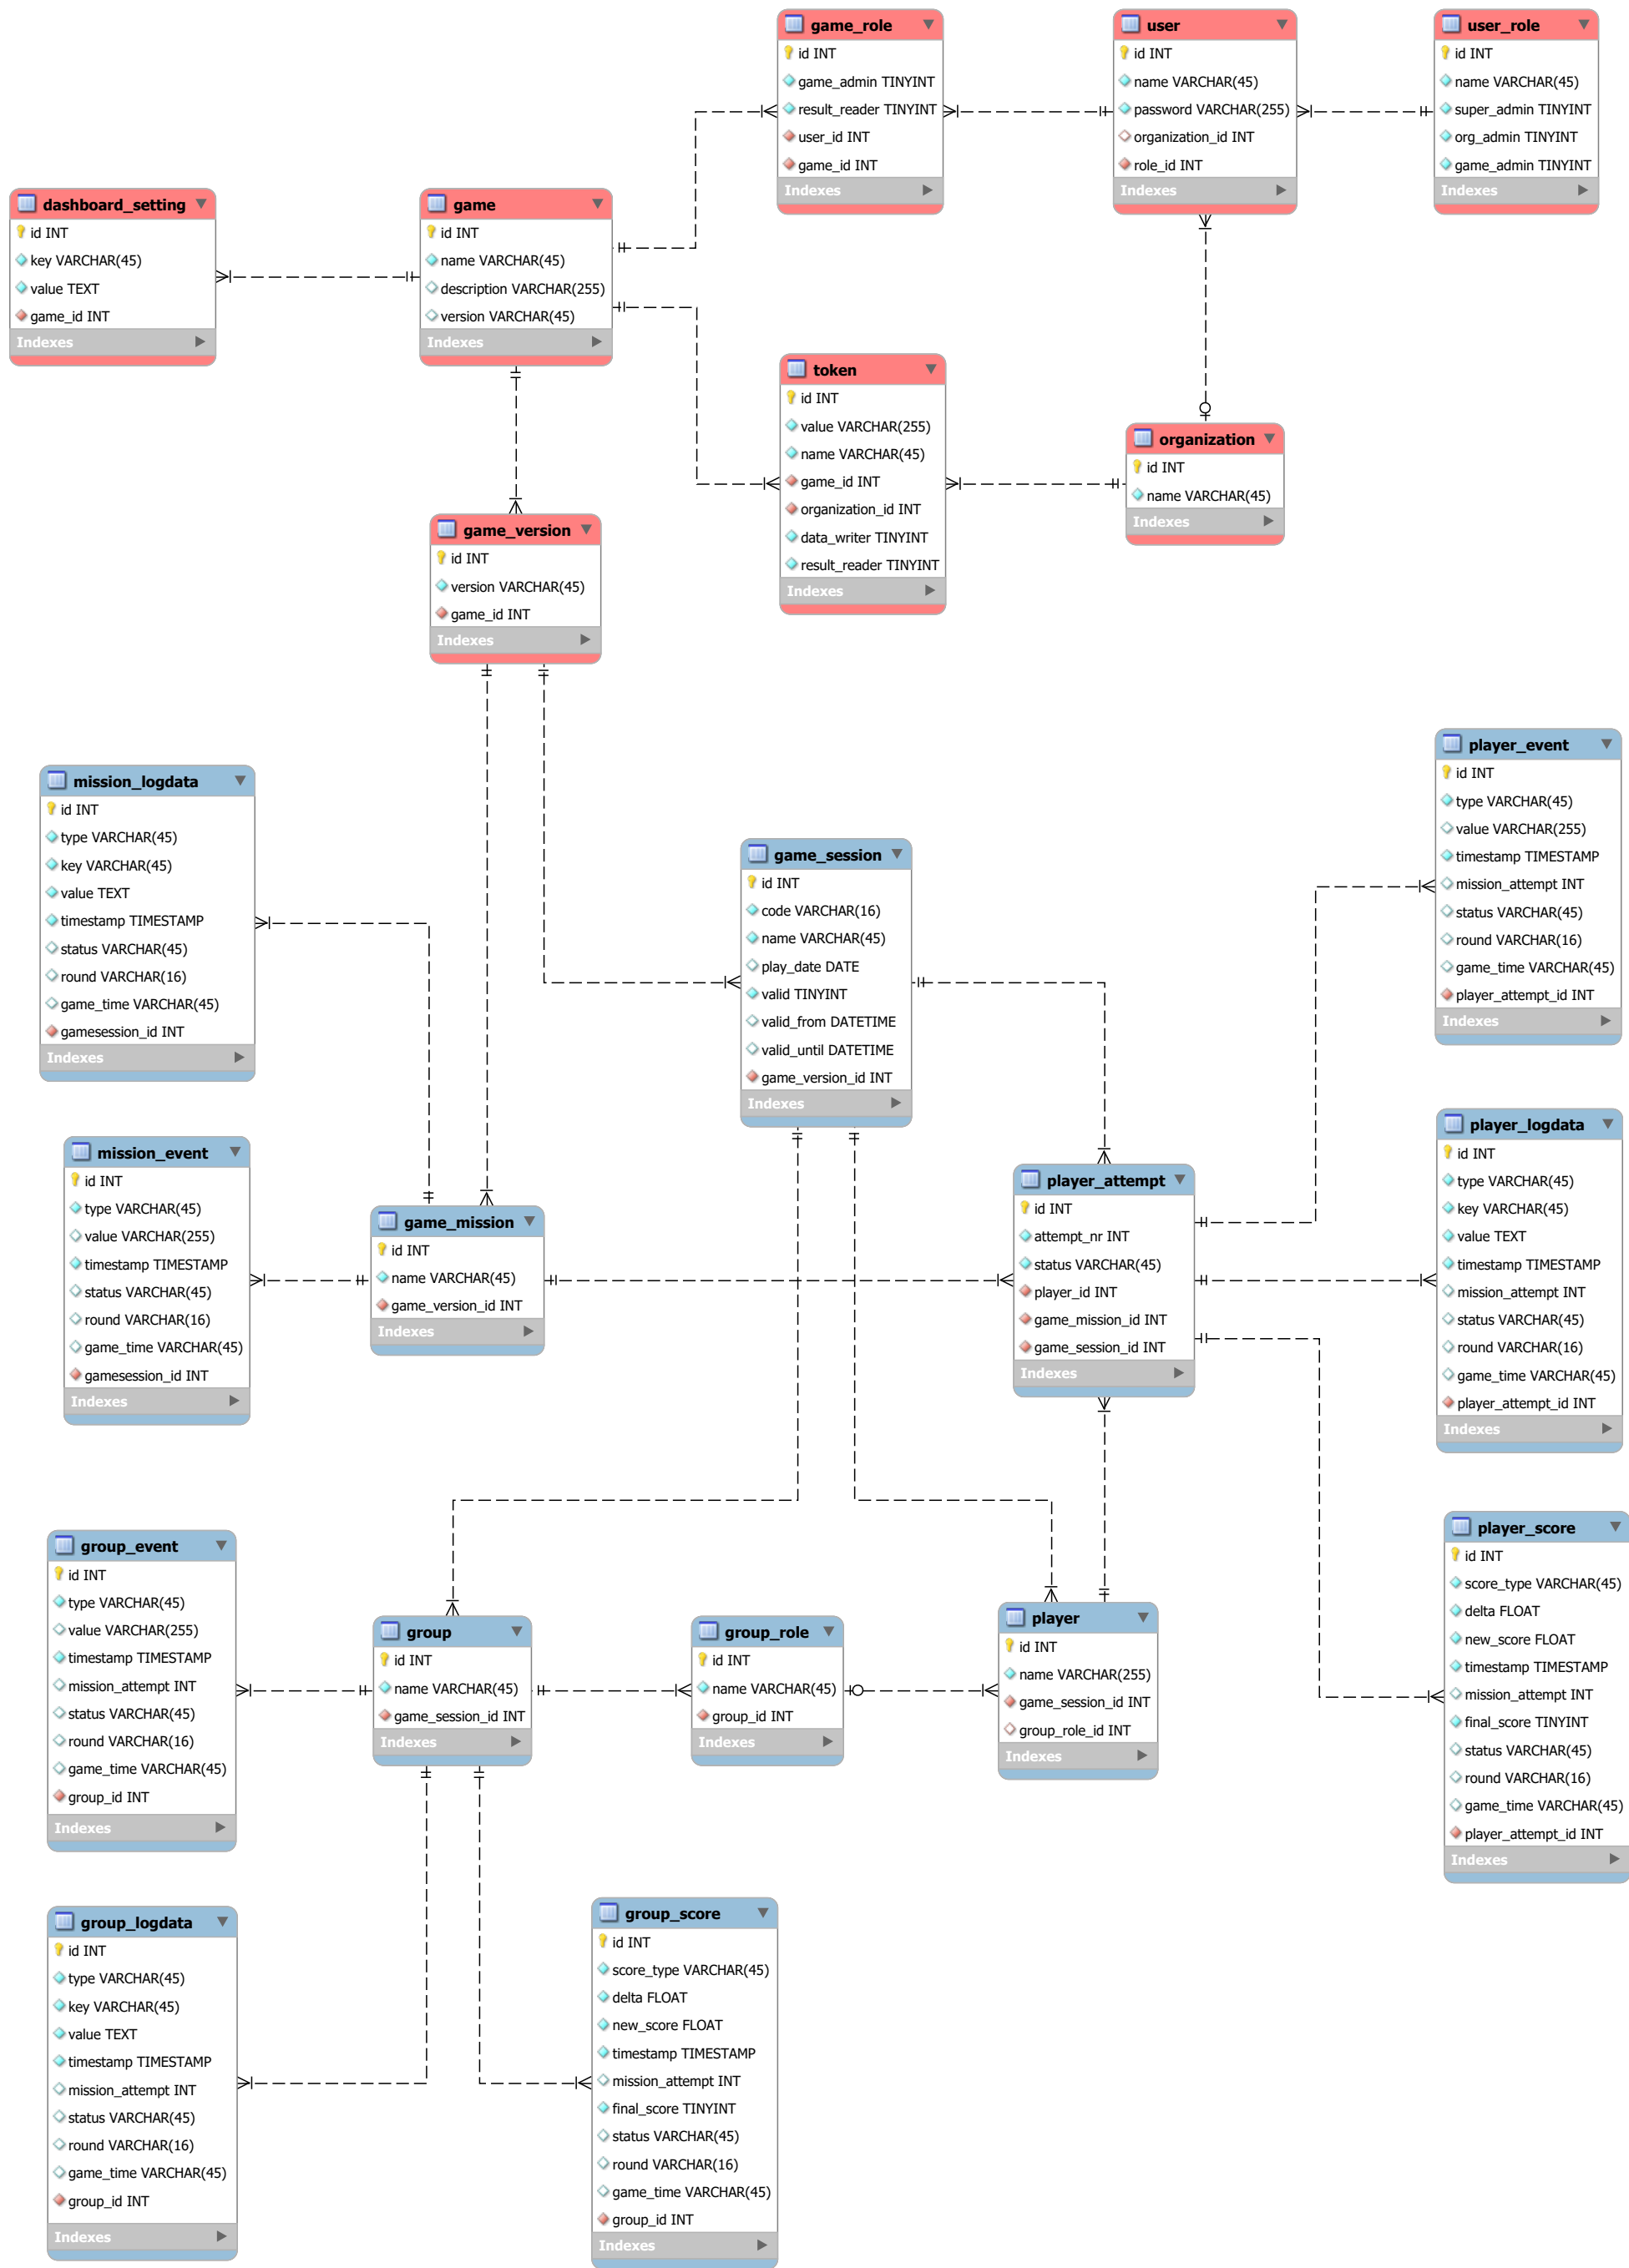 game_role
id INT
game_admin TINYINT
result_reader TINYINT
user_id INT
game_id INT
Indexes
user
id INT
name VARCHAR(45)
password VARCHAR(255)
organization_id INT
role_id INT
Indexes
user_role
id INT
name VARCHAR(45)
super_admin TINYINT
org_admin TINYINT
game_admin TINYINT
Indexes
dashboard_setting
id INT
key VARCHAR(45)
value TEXT
game_id INT
Indexes
game
id INT
name VARCHAR(45)
description VARCHAR(255)
version VARCHAR(45)
Indexes
token
id INT
value VARCHAR(255)
name VARCHAR(45)
game_id INT
organization_id INT
data_writer TINYINT
result_reader TINYINT
Indexes
organization
id INT
name VARCHAR(45)
Indexes
game_version
id INT
version VARCHAR(45)
game_id INT
Indexes
mission_logdata
id INT
type VARCHAR(45)
key VARCHAR(45)
value TEXT
timestamp TIMESTAMP
status VARCHAR(45)
round VARCHAR(16)
game_time VARCHAR(45)
gamesession_id INT
Indexes
game_session
id INT
code VARCHAR(16)
name VARCHAR(45)
play_date DATE
valid TINYINT
valid_from DATETIME
valid_until DATETIME
game_version_id INT
Indexes
player_event
id INT
type VARCHAR(45)
value VARCHAR(255)
timestamp TIMESTAMP
mission_attempt INT
status VARCHAR(45)
round VARCHAR(16)
game_time VARCHAR(45)
player_attempt_id INT
Indexes
mission_event
id INT
type VARCHAR(45)
value VARCHAR(255)
timestamp TIMESTAMP
status VARCHAR(45)
round VARCHAR(16)
game_time VARCHAR(45)
gamesession_id INT
Indexes
game_mission
id INT
name VARCHAR(45)
game_version_id INT
Indexes
player_attempt
id INT
attempt_nr INT
status VARCHAR(45)
player_id INT
game_mission_id INT
game_session_id INT
Indexes
player_logdata
id INT
type VARCHAR(45)
key VARCHAR(45)
value TEXT
timestamp TIMESTAMP
mission_attempt INT
status VARCHAR(45)
round VARCHAR(16)
game_time VARCHAR(45)
player_attempt_id INT
Indexes
group_event
id INT
type VARCHAR(45)
value VARCHAR(255)
timestamp TIMESTAMP
mission_attempt INT
status VARCHAR(45)
round VARCHAR(16)
game_time VARCHAR(45)
group_id INT
Indexes
group
id INT
name VARCHAR(45)
game_session_id INT
Indexes
group_role
id INT
name VARCHAR(45)
group_id INT
Indexes
player
id INT
name VARCHAR(255)
game_session_id INT
group_role_id INT
Indexes
player_score
id INT
score_type VARCHAR(45)
delta FLOAT
new_score FLOAT
timestamp TIMESTAMP
mission_attempt INT
final_score TINYINT
status VARCHAR(45)
round VARCHAR(16)
game_time VARCHAR(45)
player_attempt_id INT
Indexes
group_logdata
id INT
type VARCHAR(45)
key VARCHAR(45)
value TEXT
timestamp TIMESTAMP
mission_attempt INT
status VARCHAR(45)
round VARCHAR(16)
game_time VARCHAR(45)
group_id INT
Indexes
group_score
id INT
score_type VARCHAR(45)
delta FLOAT
new_score FLOAT
timestamp TIMESTAMP
mission_attempt INT
final_score TINYINT
status VARCHAR(45)
round VARCHAR(16)
game_time VARCHAR(45)
group_id INT
Indexes